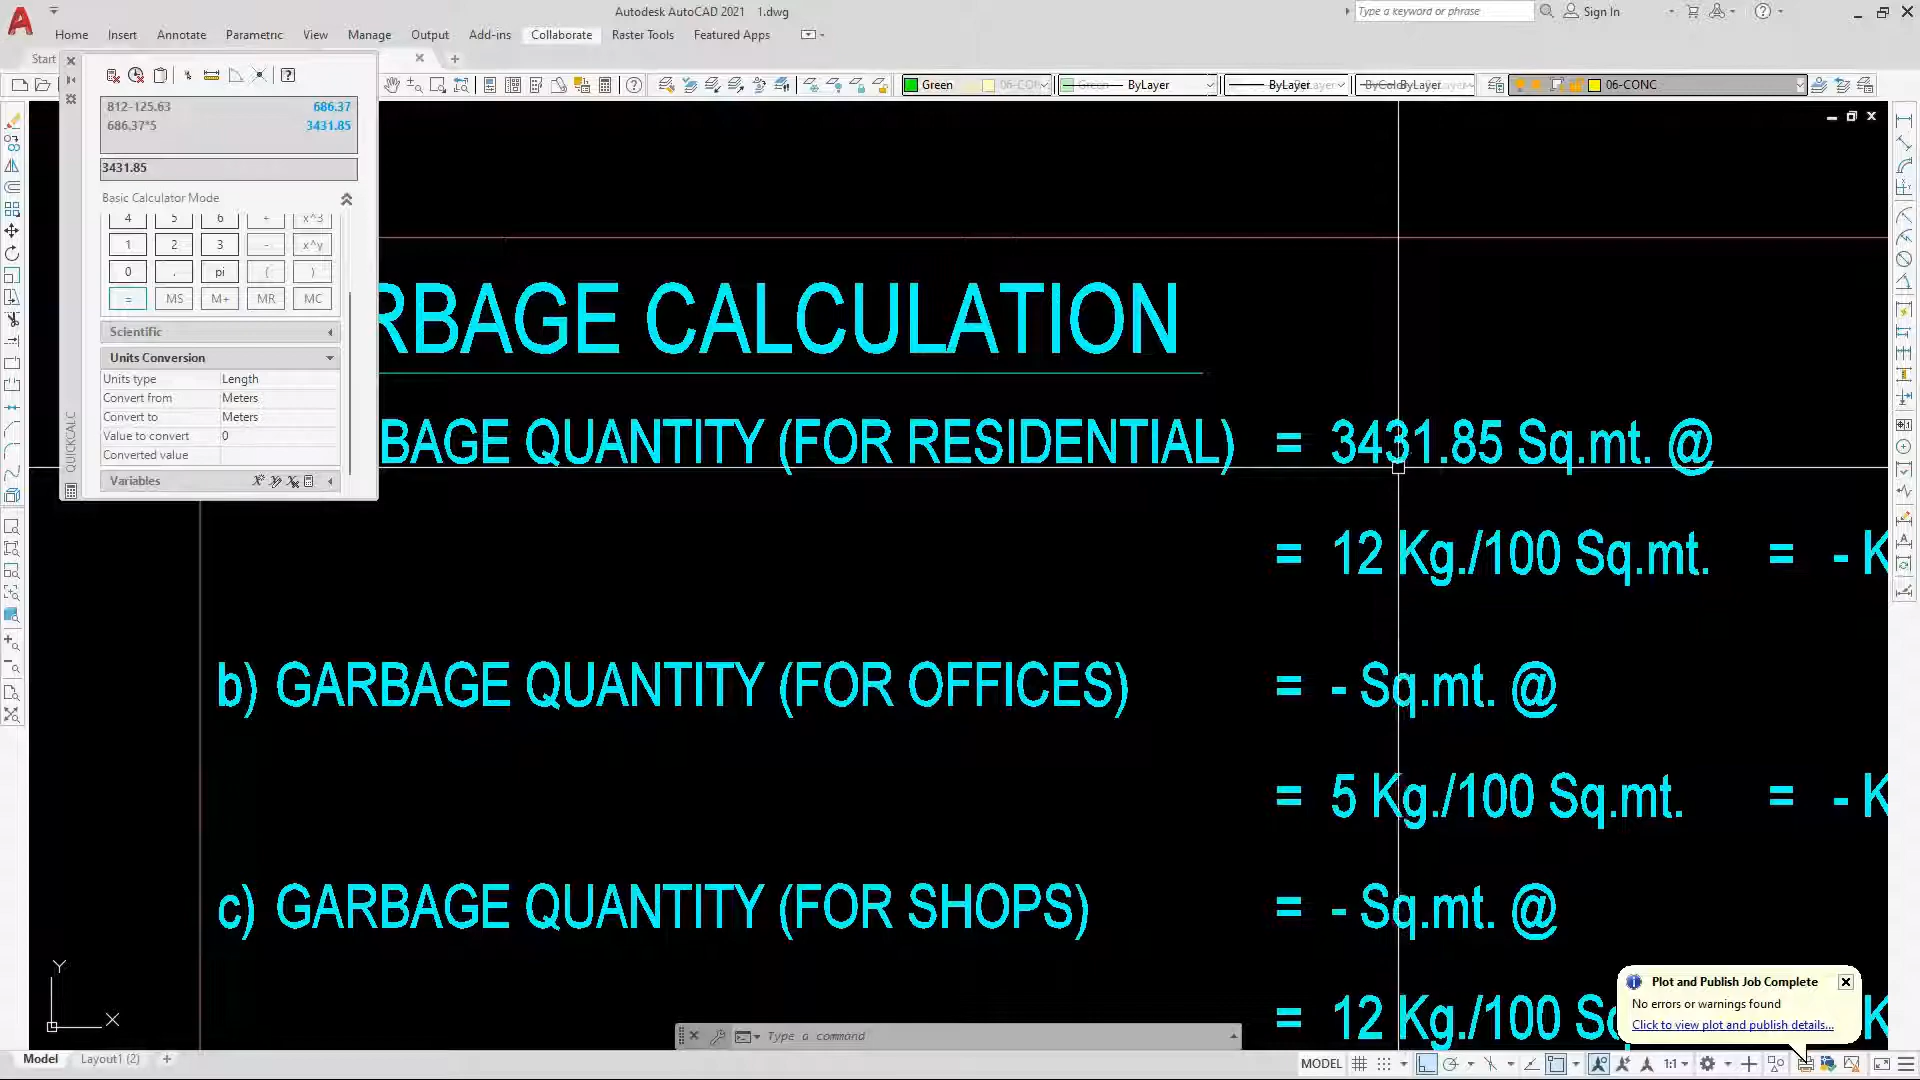 Autodesk AutoCAD 2021 1.dwg
Type a keyword or phrase
Sign In
Home Insert Annotate Parametric View Manage Output Add-ins Collaborate Raster Tools Featured Apps
Start
Green
ByLayer
ByLayer
06-CONC
812-125.63 686.37
686.37*5 3431.85
3431.85
Basic Calculator Mode
4 5 6 + x^3
1 2 3 - x^y
0 . pi ( )
= MS M+ MR MC
Scientific
Units Conversion
Units type Length
Convert from Meters
Convert to Meters
Value to convert 0
Converted value
Variables
QUICKCALC
RBAGE CALCULATION
BAGE QUANTITY (FOR RESIDENTIAL) = 3431.85 Sq.mt. @
= 12 Kg./100 Sq.mt. = - K
b) GARBAGE QUANTITY (FOR OFFICES) = - Sq.mt. @
= 5 Kg./100 Sq.mt. = - K
c) GARBAGE QUANTITY (FOR SHOPS) = - Sq.mt. @
= 12 Kg./100
Plot and Publish Job Complete
No errors or warnings found
Click to view plot and publish details...
Y
X
Type a command
Model Layout1 (2) +
MODEL 1:1